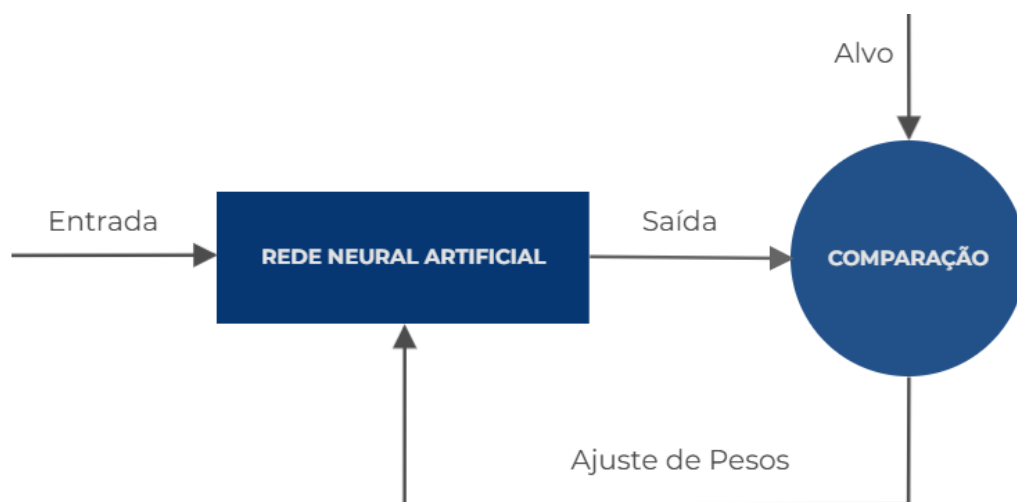 Alvo
Entrada
REDE NEURAL ARTIFICIAL
Saída
COMPARAÇÃO
Ajuste de Pesos